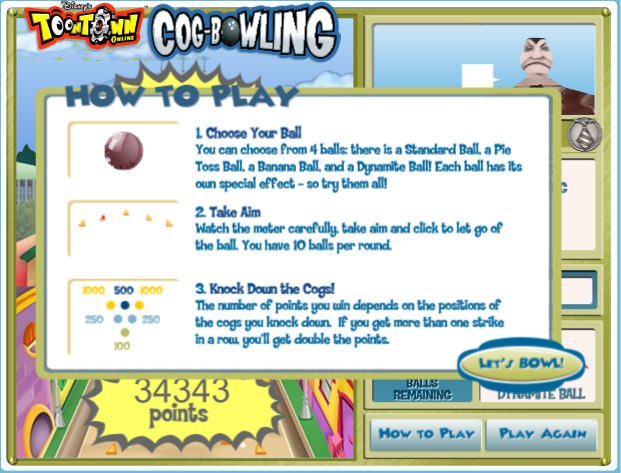 Disney's
TOONTOWN
ONLINE
COG-BOWLING
HOW TO PLAY
1. Choose Your Ball
You can choose from 4 balls: there is a Standard Ball, a Pie
Toss Ball, a Banana Ball, and a Dynamite Ball! Each ball has its
own special effect - so try them all!
2. Take Aim
Watch the meter carefully, take aim and click to let go of
the ball. You have 10 balls per round.
3. Knock Down the Cogs!
The number of points you win depends on the positions of
the cogs you knock down. If you get more than one strike
in a row, you'll get double the points.
1000 500 1000
250 250
100
LET'S BOWL!
34343
points
BALLS
REMAINING
DYNAMITE BALL
HOW TO PLAY
PLAY AGAIN